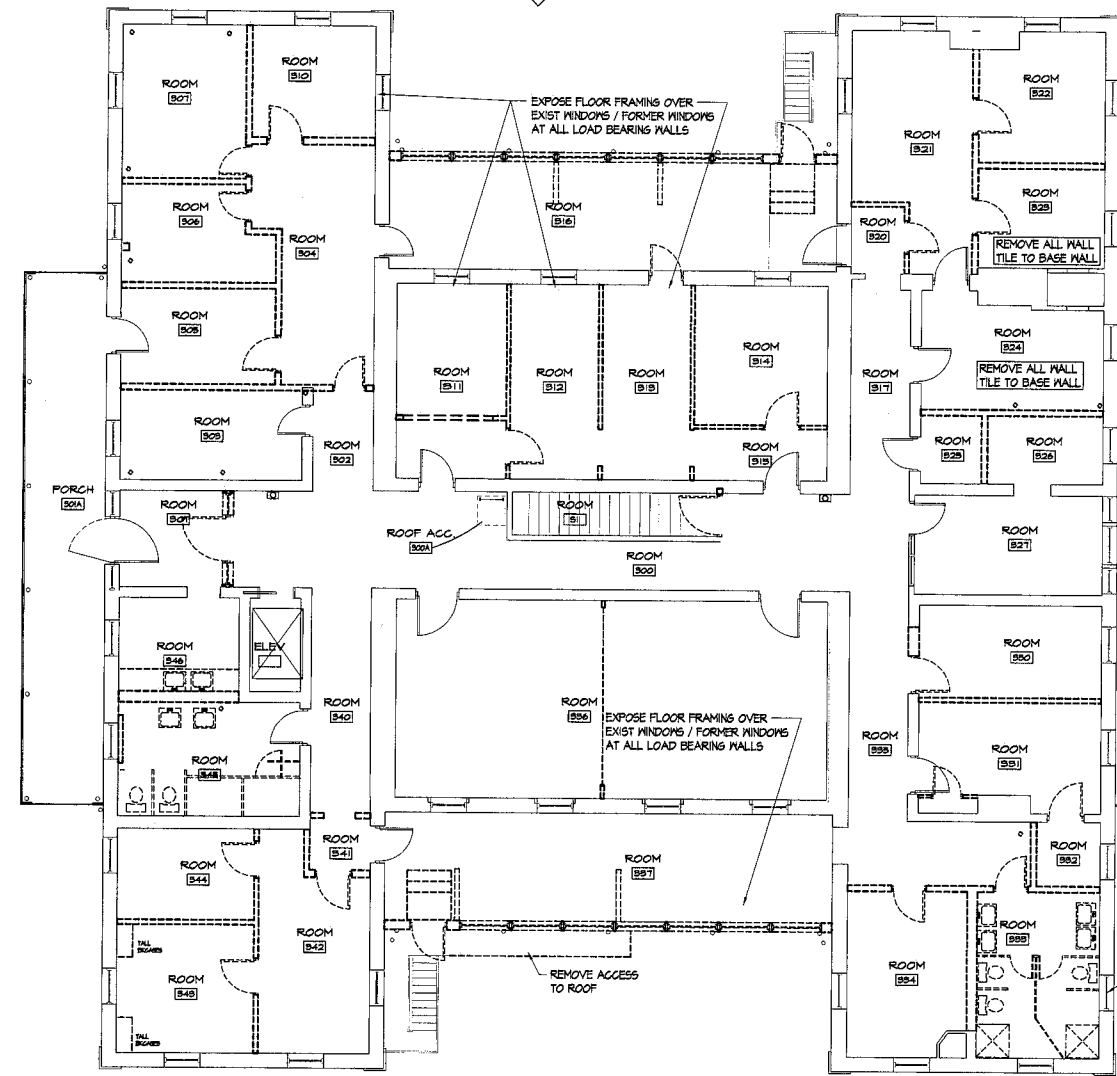 ROOM
307
ROOM
310
EXPOSE FLOOR FRAMING OVER
EXIST WINDOWS / FORMER WINDOWS
AT ALL LOAD BEARING WALLS
ROOM
321
ROOM
322
ROOM
306
ROOM
304
ROOM
316
ROOM
320
ROOM
323
REMOVE ALL WALL
TILE TO BASE WALL
ROOM
305
ROOM
311
ROOM
312
ROOM
313
ROOM
314
ROOM
317
ROOM
324
REMOVE ALL WALL
TILE TO BASE WALL
ROOM
303
ROOM
302
ROOM
315
ROOM
325
ROOM
326
PORCH
301A
ROOM
ROOF ACC.
300A
ROOM
S1
ROOM
300
ROOM
327
ROOM
346
ELEV
ROOM
330
ROOM
340
ROOM
336
EXPOSE FLOOR FRAMING OVER
EXIST WINDOWS / FORMER WINDOWS
AT ALL LOAD BEARING WALLS
ROOM
ROOM
331
ROOM
345
ROOM
341
ROOM
344
ROOM
337
ROOM
332
ROOM
342
TALL
BKCASES
ROOM
343
REMOVE ACCESS
TO ROOF
ROOM
334
ROOM
TALL
BKCASES